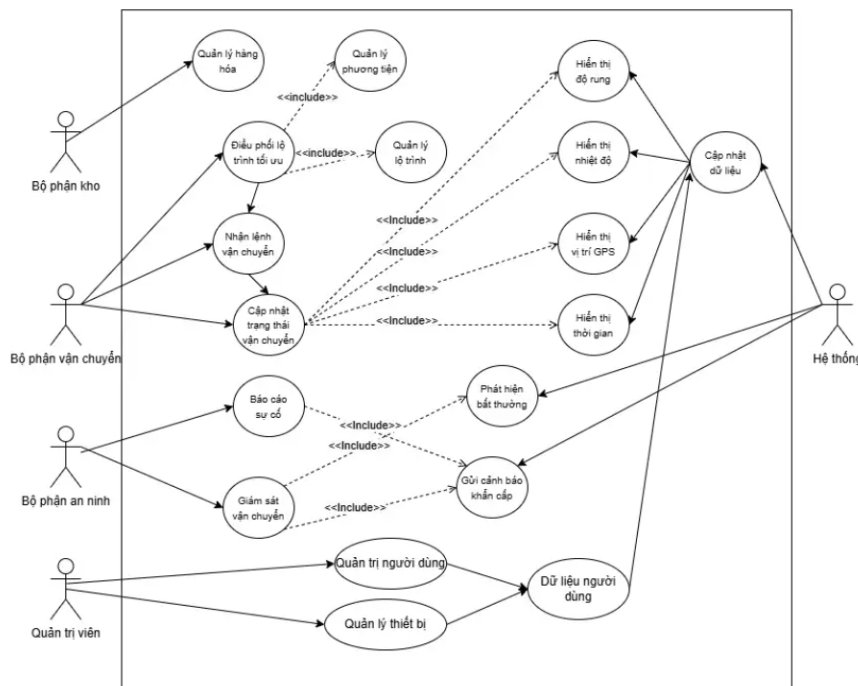 Quản lý hàng
hóa
Quản lý
phương tiện
Hiển thị
độ rung
<<include>>
Bộ phận kho
Điều phối lộ
trình tối ưu
<<include>>
Quản lý
lộ trình
Hiển thị
nhiệt độ
Cập nhật
dữ liệu
<<Include>>
Nhận lệnh
vận chuyển
<<Include>>
Hiển thị
vị trí GPS
<<Include>>
Bộ phận vận chuyển
Cập nhật
trạng thái
vận chuyển
<<Include>>
Hiển thị
thời gian
Hệ thống
Báo cáo
sự cố
Phát hiện
bất thường
<<Include>>
<<Include>>
Bộ phận an ninh
Giám sát
vận chuyển
<<Include>>
Gửi cảnh báo
khẩn cấp
Quản trị người dùng
Dữ liệu người
dùng
Quản lý thiết bị
Quản trị viên